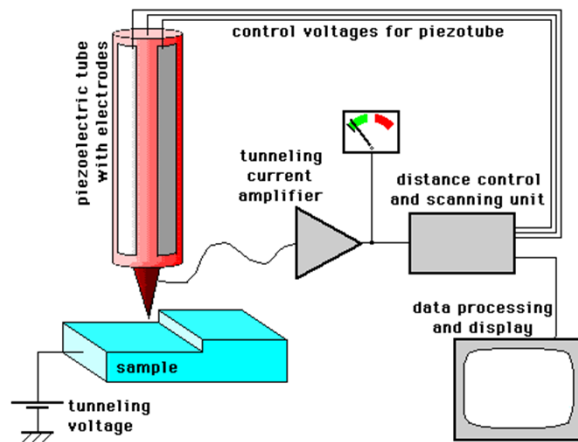 control voltages for piezotube
piezoelectric tube
with electrodes
tunneling
current
amplifier
distance control
and scanning unit
data processing
and display
sample
tunneling
voltage